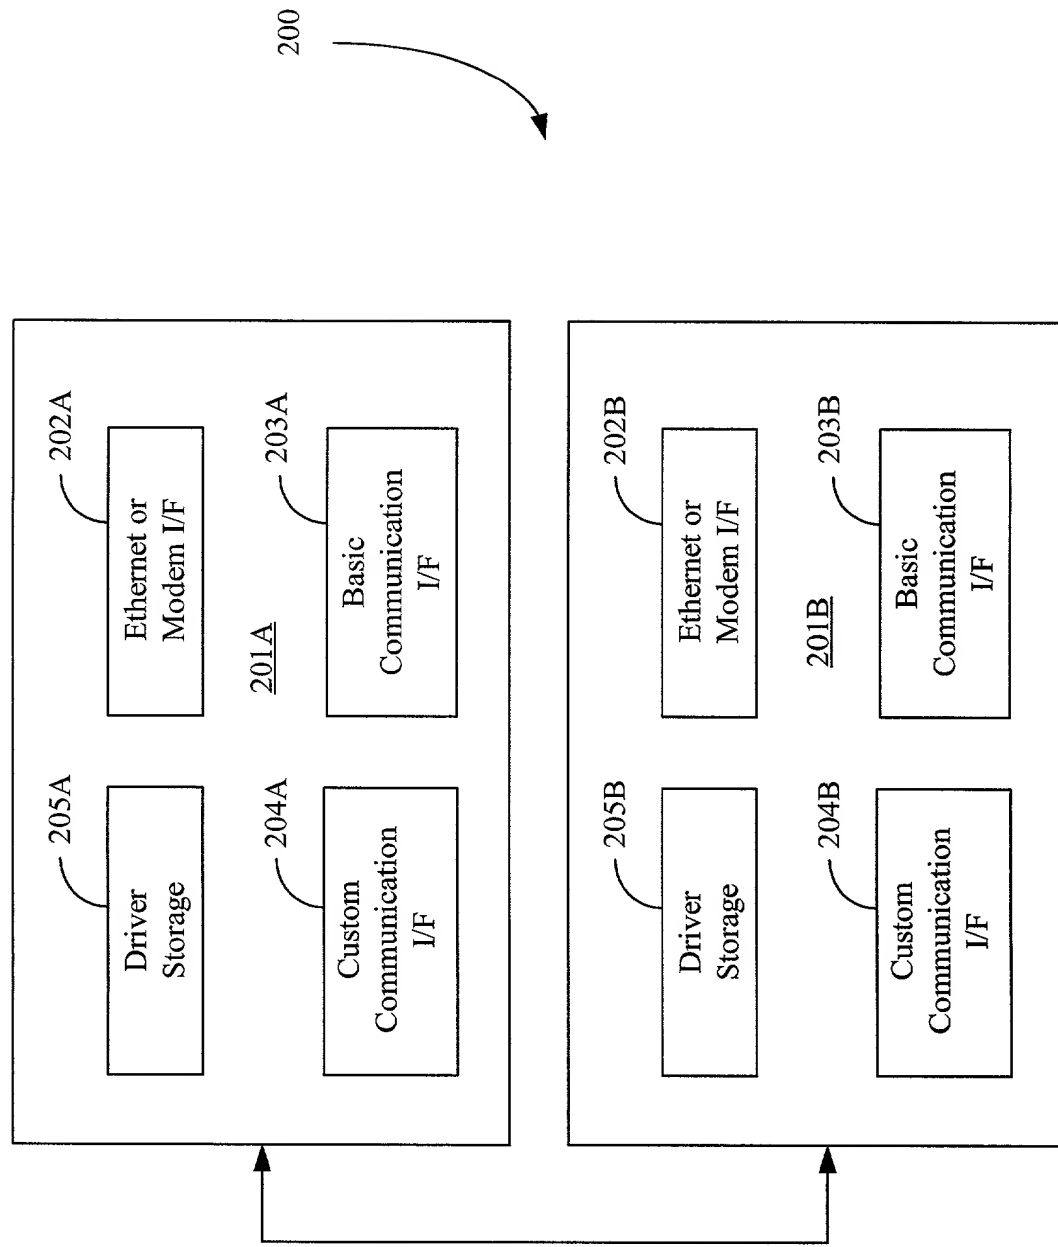 200
205A
Driver
Storage
202A
Ethernet or
Modem I/F
201A
204A
Custom
Communication
I/F
203A
Basic
Communication
I/F
205B
Driver
Storage
202B
Ethernet or
Modem I/F
201B
204B
Custom
Communication
I/F
203B
Basic
Communication
I/F